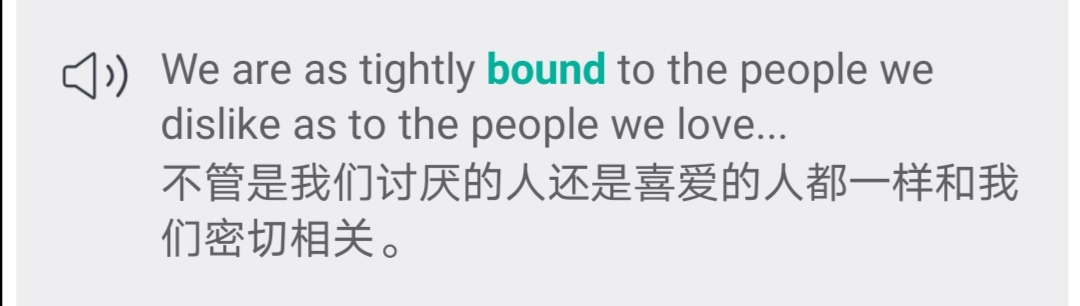 We are as tightly bound to the people we
dislike as to the people we love...
不管是我们讨厌的人还是喜爱的人都一样和我
们密切相关。